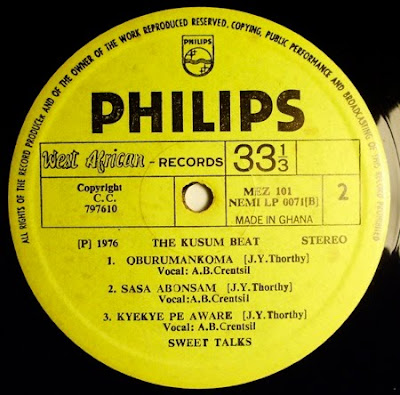 ALL RIGHTS OF THE RECORD PRODUCER AND OF THE OWNER OF THE WORK REPRODUCED RESERVED, COPYING, PUBLIC PERFORMANCE AND BROADCASTING OF THIS RECORD PROHIBITED
PHILIPS
PHILIPS
West African - RECORDS
33 1/3
Copyright
C. C.
797610
MEZ 101
NEMI LP 0071[B]
MADE IN GHANA
2
[P] 1976 THE KUSUM BEAT STEREO
1. OBURUMANKOMA [J.Y.Thorthy]
Vocal: A.B.Crentsil
2. SASA ABONSAM [J.Y.Thorthy]
Vocal:A.B.Crentsil
3. KYEKYE PE AWARE [J.Y.Thorthy]
Vocal: A.B.Crentsil
SWEET TALKS